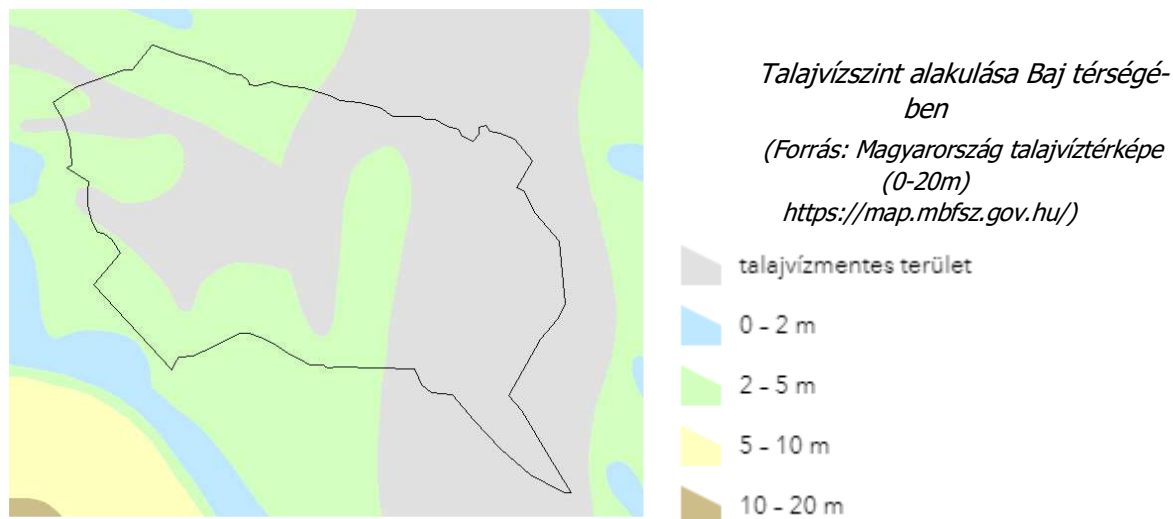 Talajvízszint alakulása Baj térségé-
ben
(Forrás: Magyarország talajvíztérképe
(0-20m)
https://map.mbfsz.gov.hu/)
talajvízmentes terület
0 - 2 m
2 - 5 m
5 - 10 m
10 - 20 m